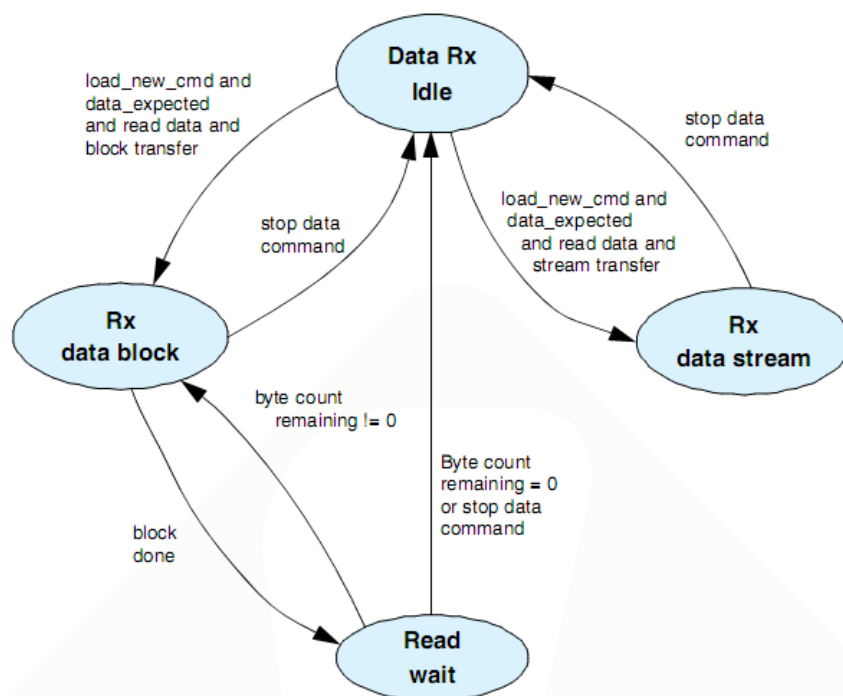 Data Rx
Idle
load_new_cmd and
data_expected
and read data and
block transfer
stop data
command
stop data
command
load_new_cmd and
data_expected
and read data and
stream transfer
Rx
data block
Rx
data stream
byte count
remaining != 0
Byte count
remaining = 0
or stop data
command
block
done
Read
wait